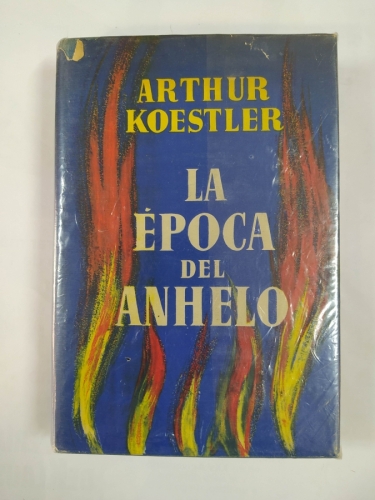 ARTHUR
KOESTLER
LA
ÉPOCA
DEL
ANHELO